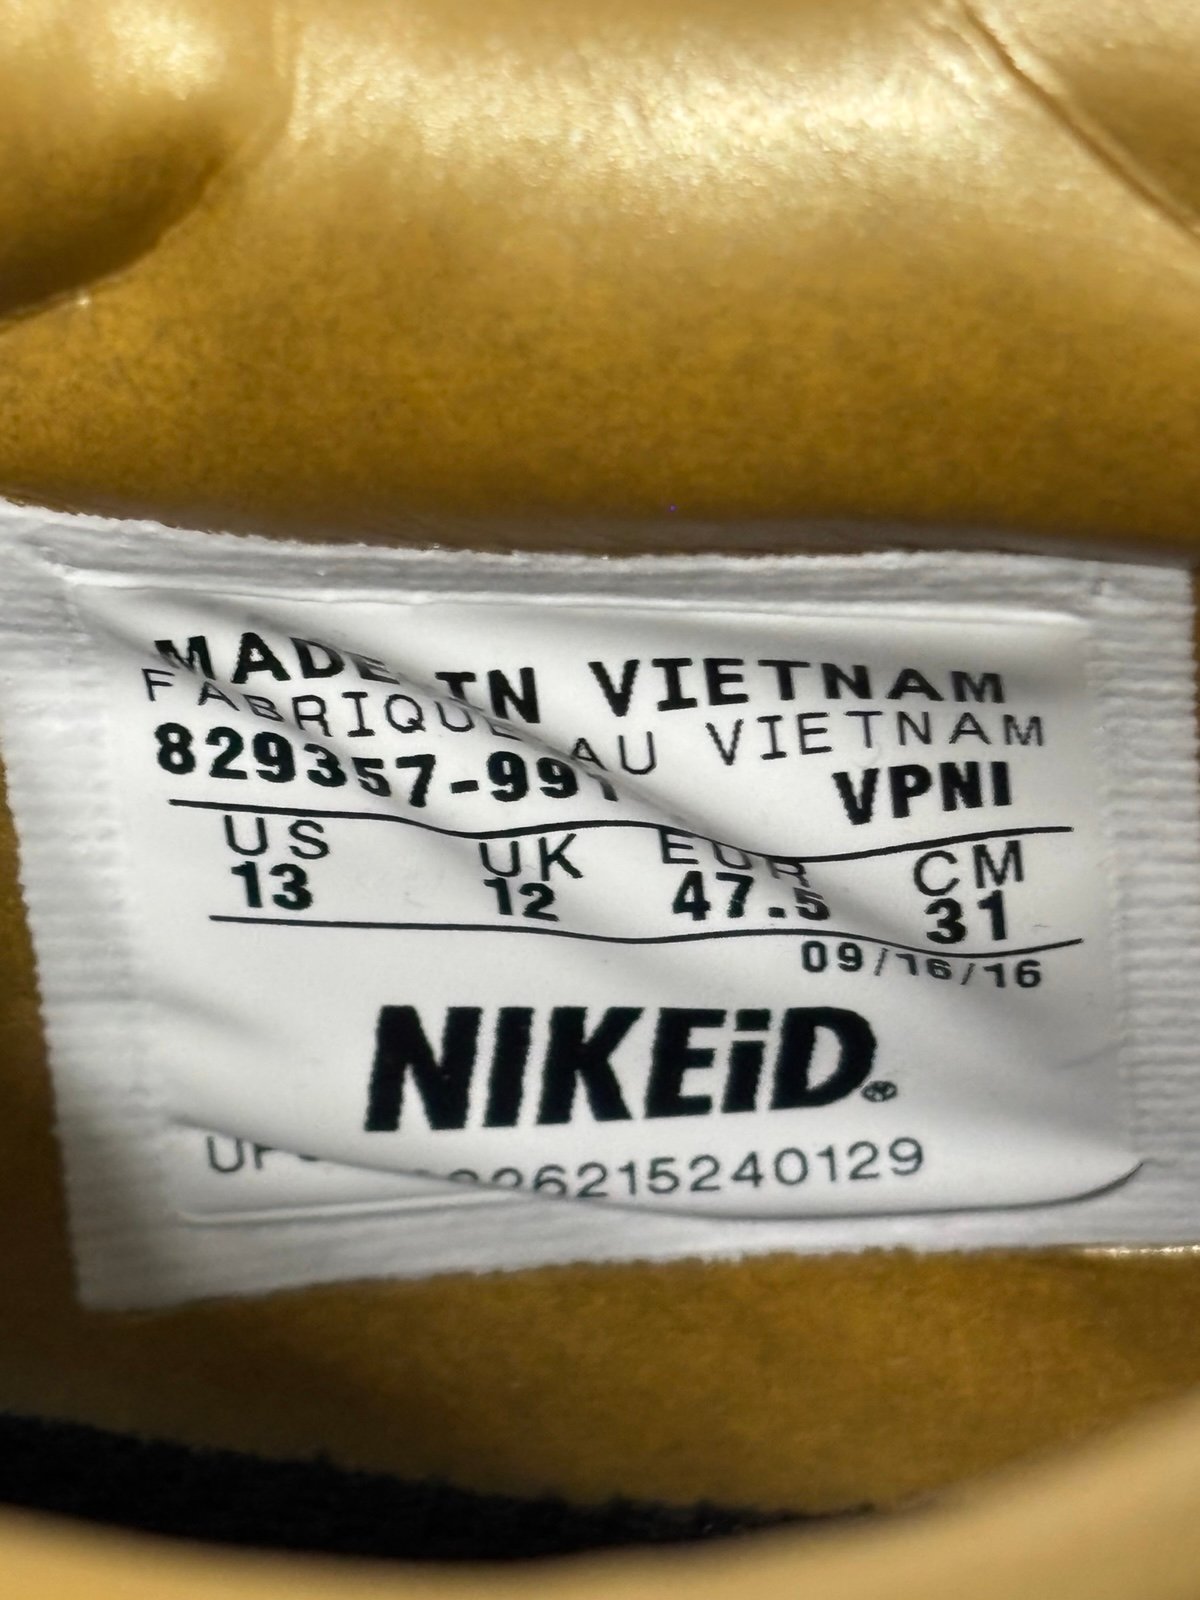 MADE IN VIETNAM
FABRIQUE AU VIETNAM
829357-991 VPNI
US UK EUR CM
13 12 47.5 31
09/16/16
NIKEiD®